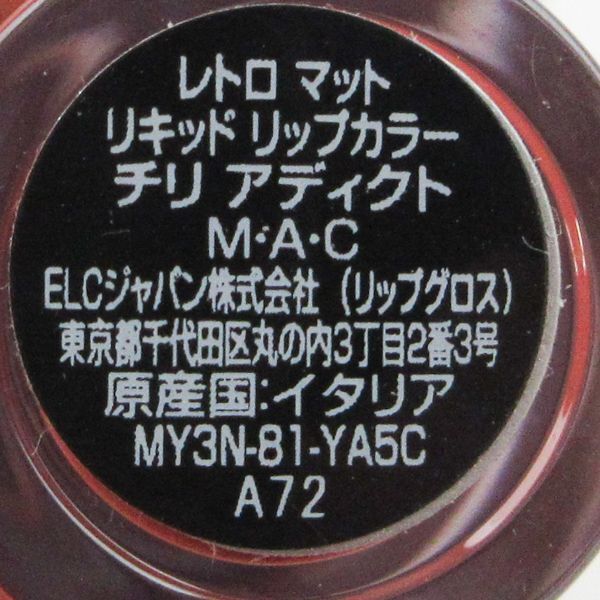 レトロ マット
リキッド リップカラー
チリ アディクト
M・A・C
ELCジャパン株式会社 (リップグロス)
東京都千代田区丸の内3丁目2番3号
原産国:イタリア
MY3N-81-YA5C
A72